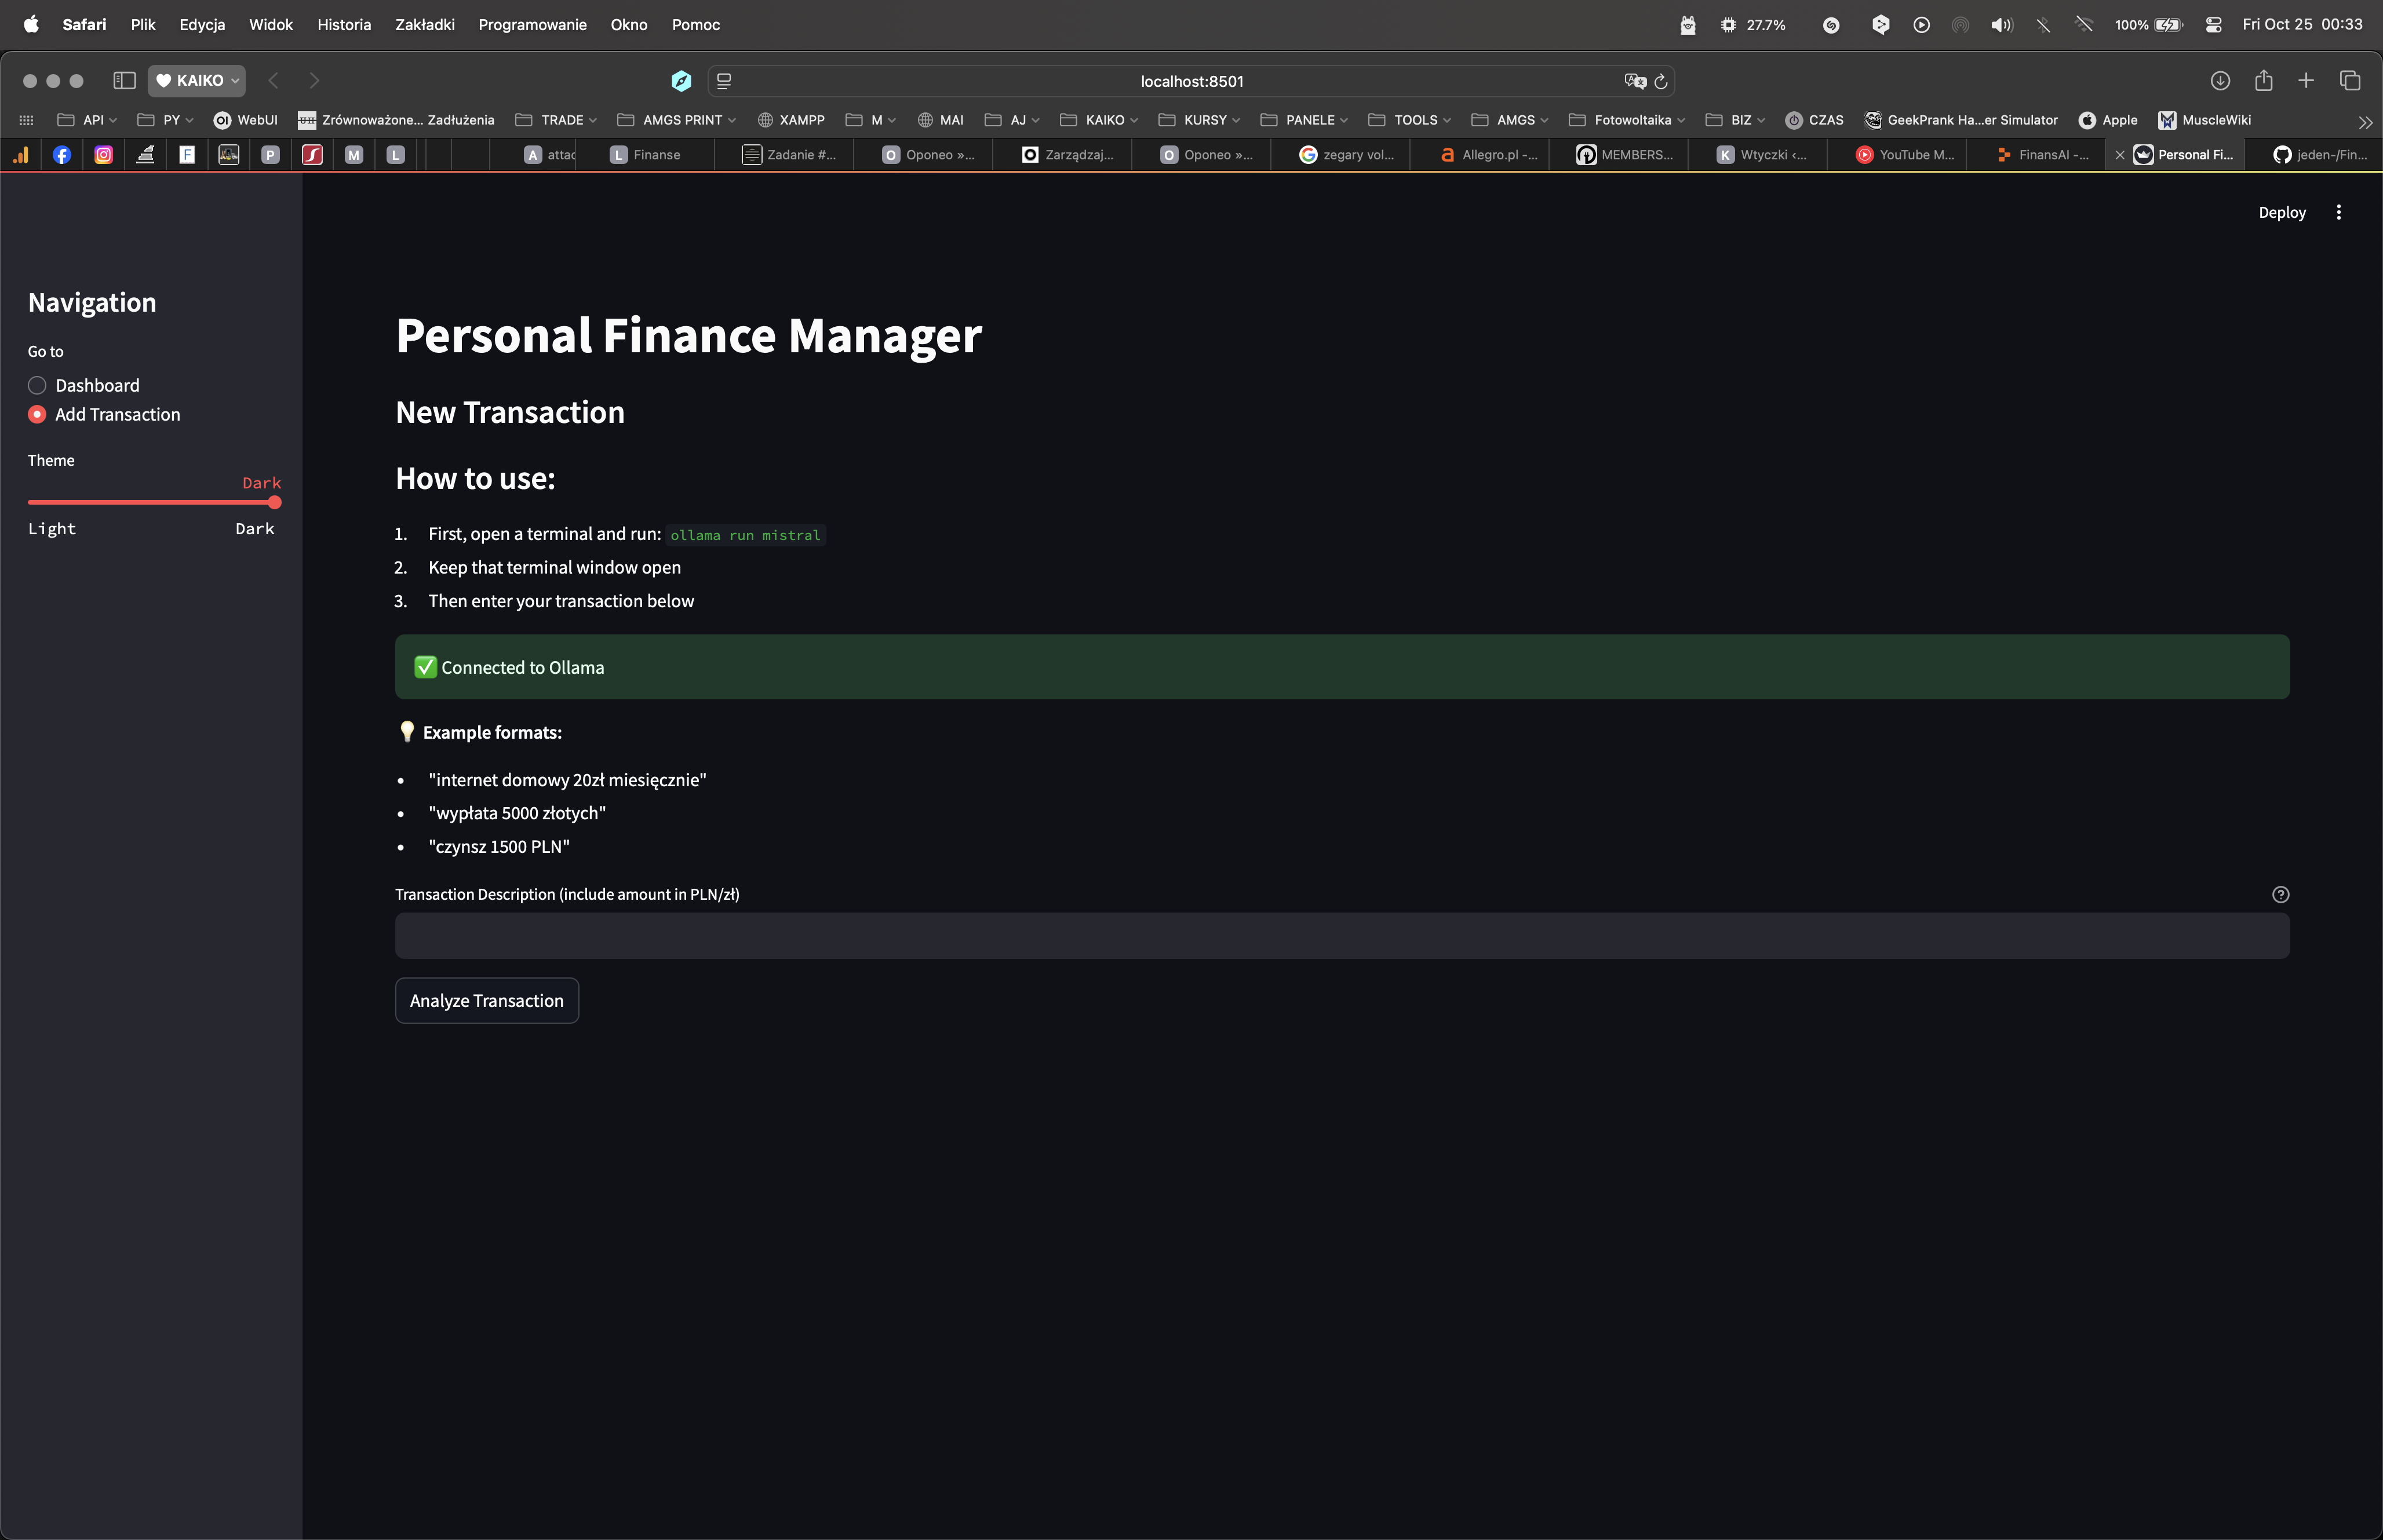 Safari Plik Edycja Widok Historia Zakładki Programowanie Okno Pomoc 27.7% 100% Fri Oct 25 00:33
KAIKO localhost:8501
API PY WebUI Zrównoważone... Zadłużenia TRADE AMGS PRINT XAMPP M MAI AJ KAIKO KURSY PANELE TOOLS AMGS Fotowoltaika BIZ CZAS GeekPrank Ha...er Simulator Apple MuscleWiki
F P M L A attac L Finanse Zadanie #... O Oponeo »... Zarządzaj... O Oponeo »... zegary vol... a Allegro.pl -... MEMBERS... K Wtyczki ‹... YouTube M... FinansAI -... Personal Fi... jeden-/Fin...
Deploy
Navigation
Go to
Dashboard
Add Transaction
Theme
Dark
Light Dark
Personal Finance Manager
New Transaction
How to use:
1. First, open a terminal and run: ollama run mistral
2. Keep that terminal window open
3. Then enter your transaction below
✅ Connected to Ollama
💡 Example formats:
• "internet domowy 20zł miesięcznie"
• "wypłata 5000 złotych"
• "czynsz 1500 PLN"
Transaction Description (include amount in PLN/zł)
Analyze Transaction